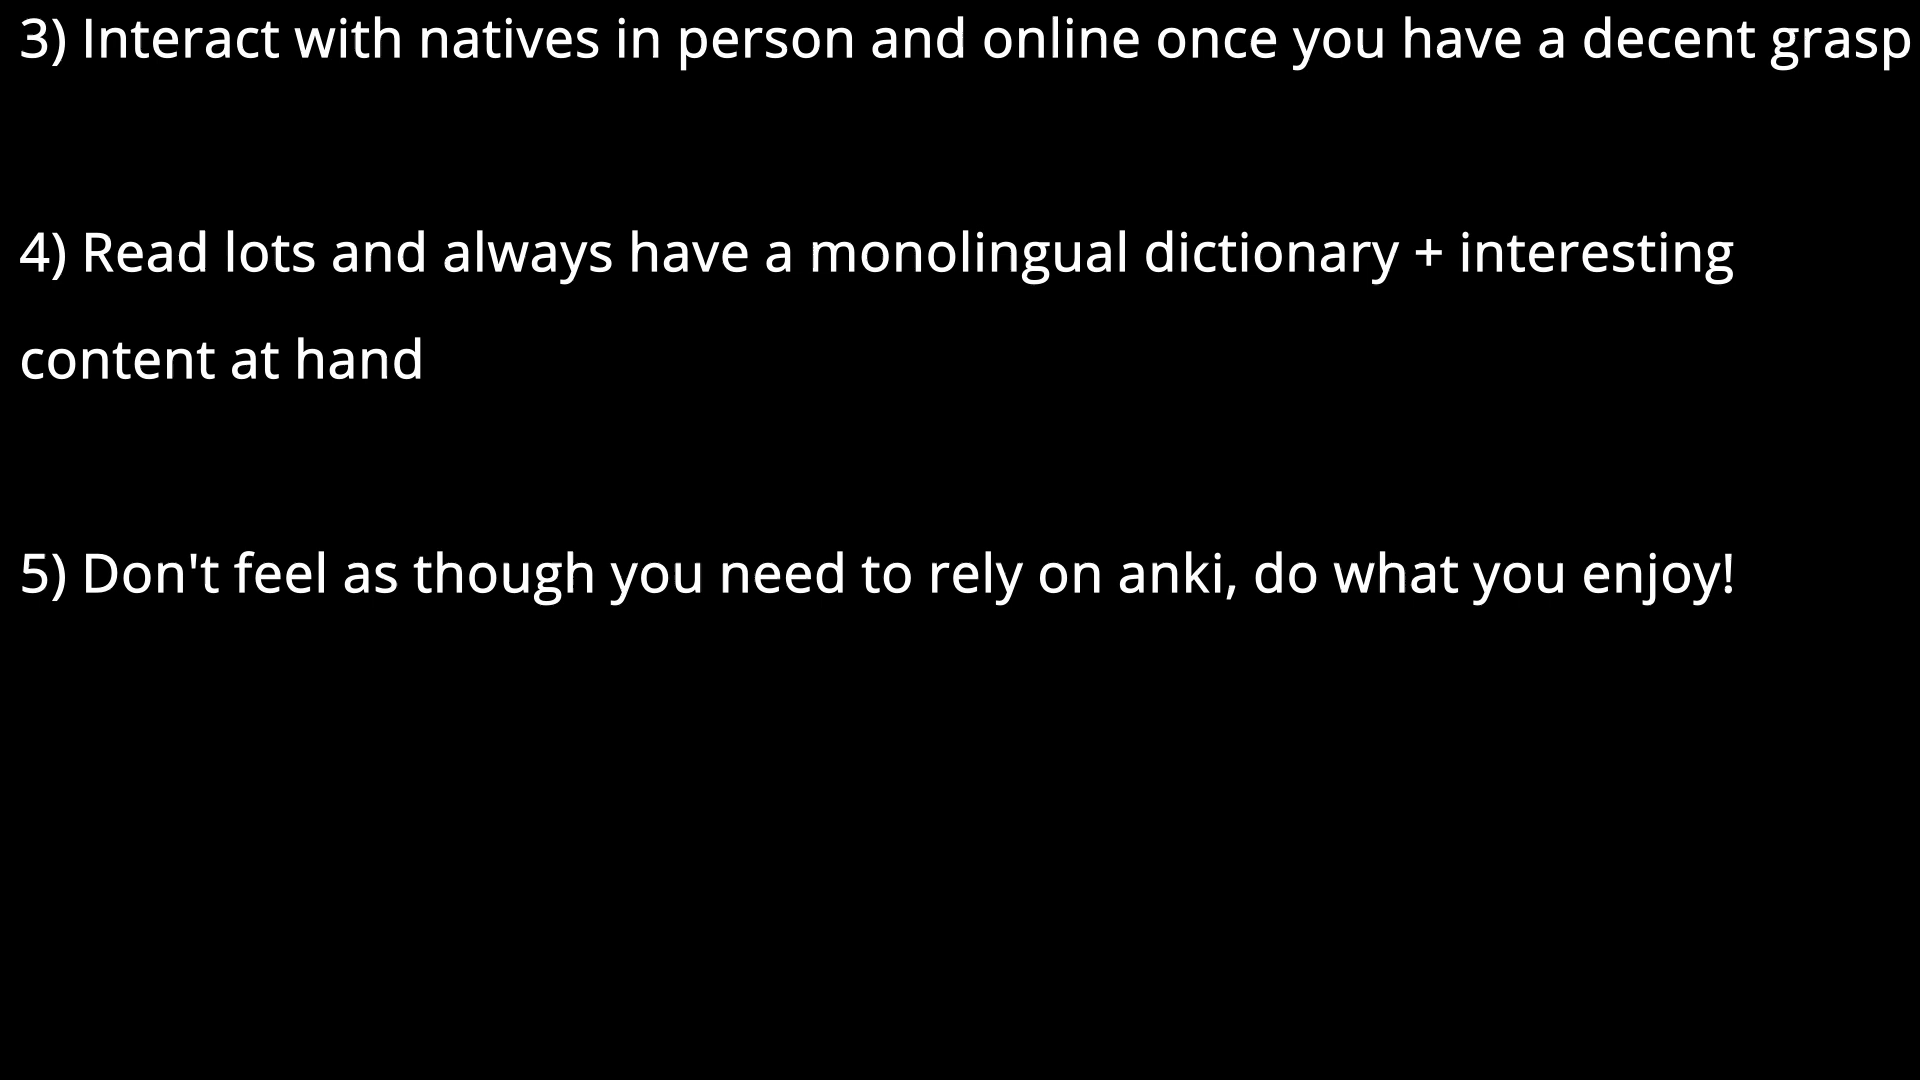 3) Interact with natives in person and online once you have a decent grasp
4) Read lots and always have a monolingual dictionary + interesting
content at hand
5) Don't feel as though you need to rely on anki, do what you enjoy!